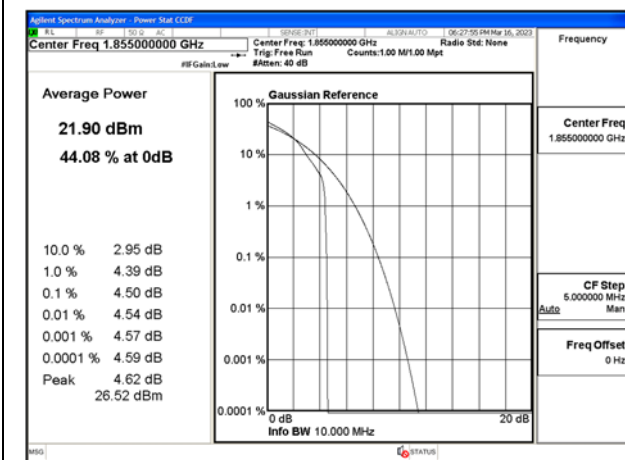 Agilent Spectrum Analyzer - Power Stat CCDF
RL RF 50 Ω AC SENSE:INT ALIGN AUTO 06:27:55 PM Mar 16, 2023
Center Freq 1.855000000 GHz
Center Freq: 1.855000000 GHz Radio Std: None
Trig: Free Run Counts:1.00 M/1.00 Mpt
#IFGain:Low #Atten: 40 dB
Frequency
Average Power
21.90 dBm
44.08 % at 0dB
10.0 % 2.95 dB
1.0 % 4.39 dB
0.1 % 4.50 dB
0.01 % 4.54 dB
0.001 % 4.57 dB
0.0001 % 4.59 dB
Peak 4.62 dB
26.52 dBm
Gaussian Reference
100 %
10 %
1 %
0.1 %
0.01 %
0.001 %
0.0001 %
0 dB 20 dB
Info BW 10.000 MHz
Center Freq
1.855000000 GHz
CF Step
5.000000 MHz
Auto Man
Freq Offset
0 Hz
MSG STATUS